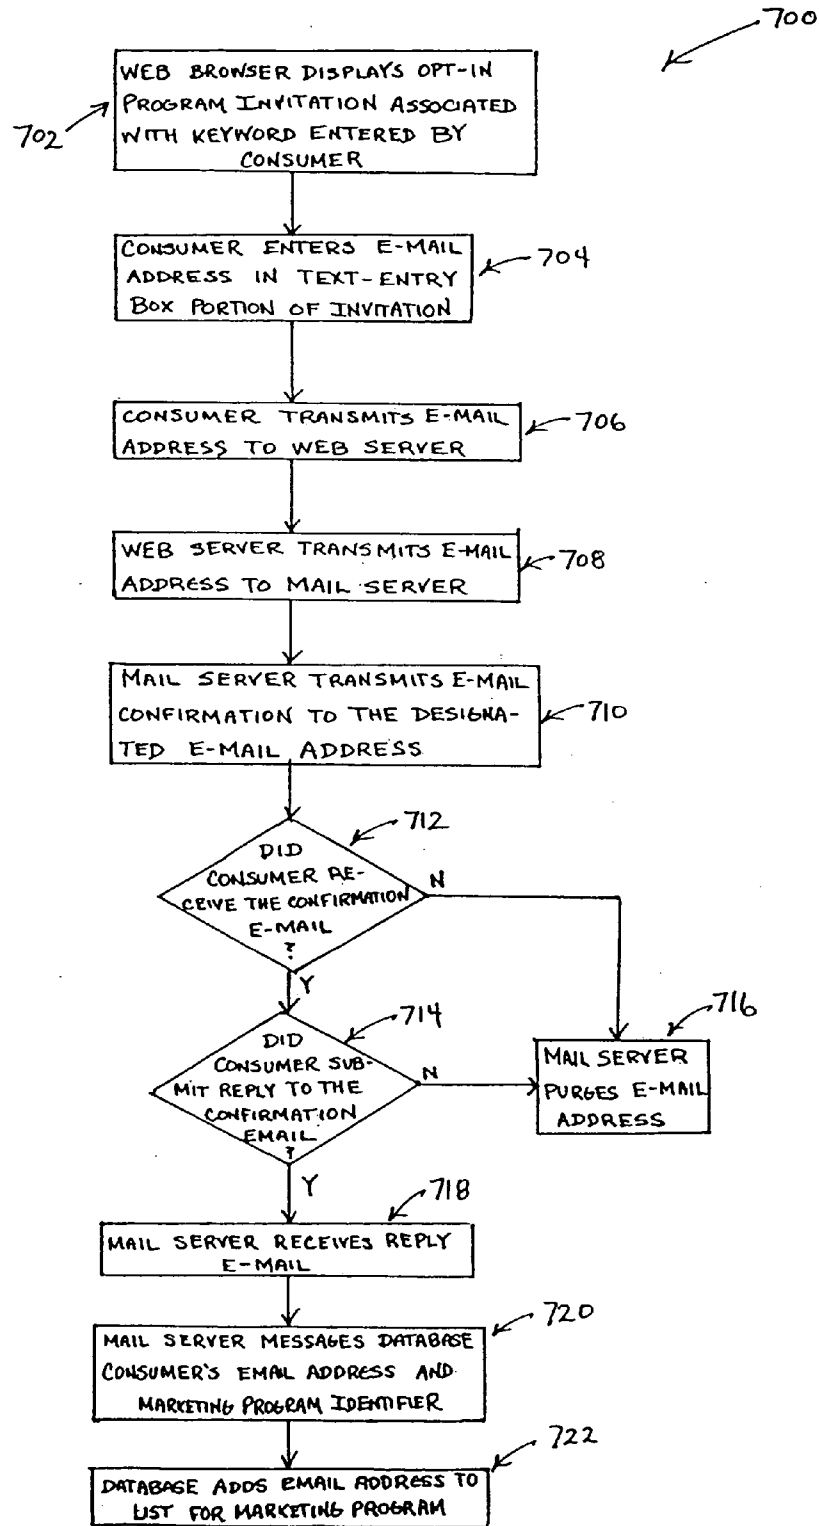 700
WEB BROWSER DISPLAYS OPT-IN
PROGRAM INVITATION ASSOCIATED
WITH KEYWORD ENTERED BY
CONSUMER
702
CONSUMER ENTERS E-MAIL
ADDRESS IN TEXT-ENTRY
BOX PORTION OF INVITATION
704
CONSUMER TRANSMITS E-MAIL
ADDRESS TO WEB SERVER
706
WEB SERVER TRANSMITS E-MAIL
ADDRESS TO MAIL SERVER
708
MAIL SERVER TRANSMITS E-MAIL
CONFIRMATION TO THE DESIGNA-
TED E-MAIL ADDRESS
710
712
DID
CONSUMER RE-
CEIVE THE CONFIRMATION
E-MAIL
?
N
Y
714
DID
CONSUMER SUB-
MIT REPLY TO THE
CONFIRMATION
EMAIL
?
N
Y
716
MAIL SERVER
PURGES E-MAIL
ADDRESS
718
MAIL SERVER RECEIVES REPLY
E-MAIL
720
MAIL SERVER MESSAGES DATABASE
CONSUMER'S EMAIL ADDRESS AND
MARKETING PROGRAM IDENTIFIER
722
DATABASE ADDS EMAIL ADDRESS TO
LIST FOR MARKETING PROGRAM